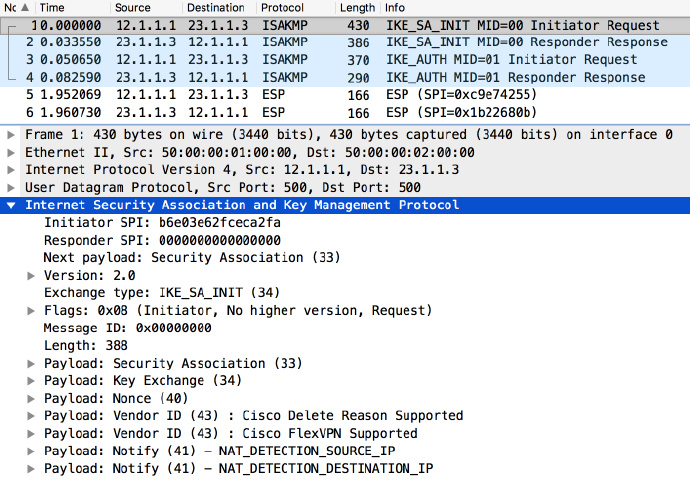 Nc Time Source Destination Protocol Length Info
1 0.000000 12.1.1.1 23.1.1.3 ISAKMP 430 IKE_SA_INIT MID=00 Initiator Request
2 0.033550 23.1.1.3 12.1.1.1 ISAKMP 386 IKE_SA_INIT MID=00 Responder Response
3 0.050650 12.1.1.1 23.1.1.3 ISAKMP 370 IKE_AUTH MID=01 Initiator Request
4 0.082590 23.1.1.3 12.1.1.1 ISAKMP 290 IKE_AUTH MID=01 Responder Response
5 1.952069 12.1.1.1 23.1.1.3 ESP 166 ESP (SPI=0xc9e74255)
6 1.960730 23.1.1.3 12.1.1.1 ESP 166 ESP (SPI=0x1b22680b)
Frame 1: 430 bytes on wire (3440 bits), 430 bytes captured (3440 bits) on interface 0
Ethernet II, Src: 50:00:00:01:00:00, Dst: 50:00:00:02:00:00
Internet Protocol Version 4, Src: 12.1.1.1, Dst: 23.1.1.3
User Datagram Protocol, Src Port: 500, Dst Port: 500
Internet Security Association and Key Management Protocol
Initiator SPI: b6e03e62fceca2fa
Responder SPI: 0000000000000000
Next payload: Security Association (33)
Version: 2.0
Exchange type: IKE_SA_INIT (34)
Flags: 0x08 (Initiator, No higher version, Request)
Message ID: 0x00000000
Length: 388
Payload: Security Association (33)
Payload: Key Exchange (34)
Payload: Nonce (40)
Payload: Vendor ID (43) : Cisco Delete Reason Supported
Payload: Vendor ID (43) : Cisco FlexVPN Supported
Payload: Notify (41) – NAT_DETECTION_SOURCE_IP
Payload: Notify (41) – NAT_DETECTION_DESTINATION_IP